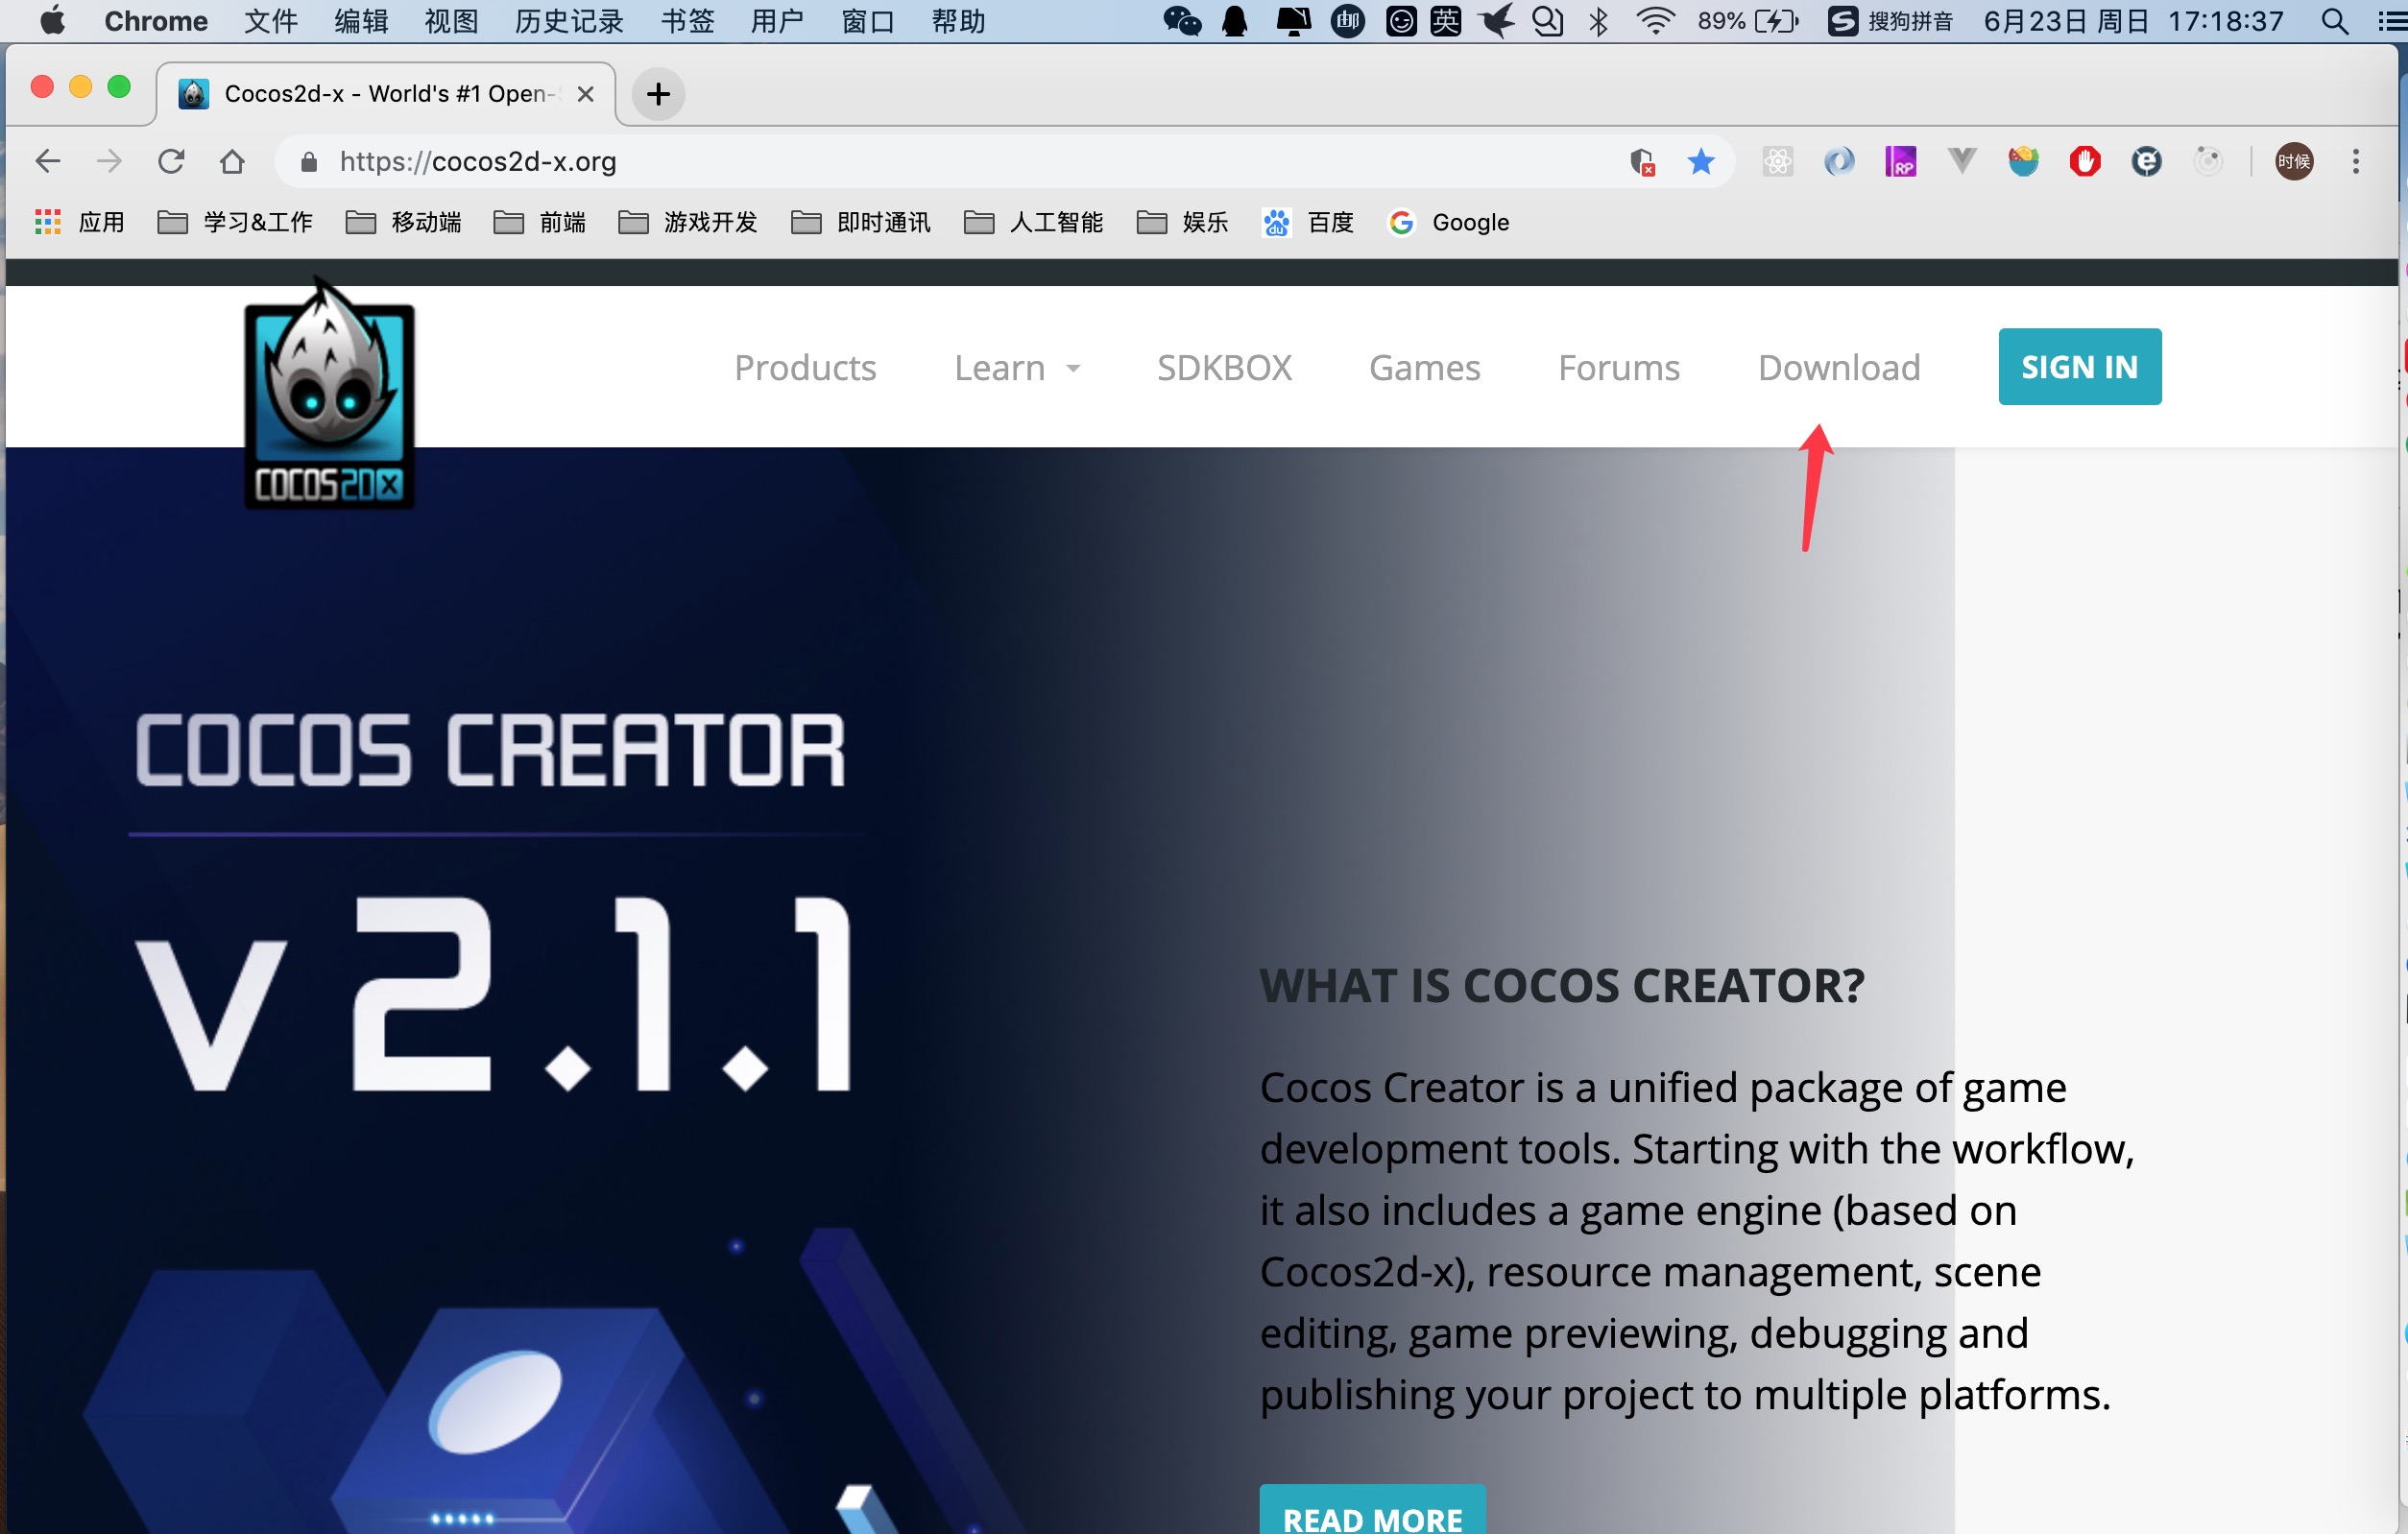 Chrome 文件 编辑 视图 历史记录 书签 用户 窗口 帮助 邮 英 89% 搜狗拼音 6月23日 周日 17:18:37
Cocos2d-x - World's #1 Open-
https://cocos2d-x.org
RP
时候
应用 学习&工作 移动端 前端 游戏开发 即时通讯 人工智能 娱乐 du 百度 Google
COCOS2DX
Products Learn SDKBOX Games Forums Download SIGN IN
COCOS CREATOR
v2.1.1
WHAT IS COCOS CREATOR?
Cocos Creator is a unified package of game
development tools. Starting with the workflow,
it also includes a game engine (based on
Cocos2d-x), resource management, scene
editing, game previewing, debugging and
publishing your project to multiple platforms.
READ MORE